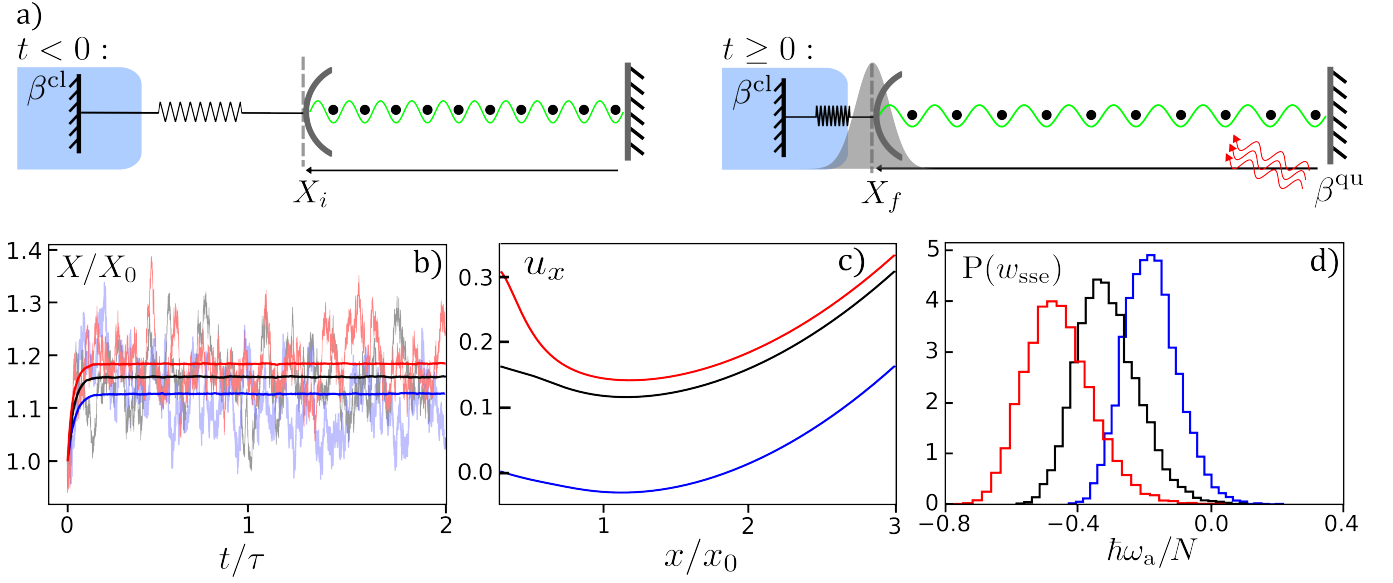 a)
t < 0 :
β^cl
X_i
t ≥ 0 :
β^cl
X_f
β^qu
X/X_0
b)
1.4
1.3
1.2
1.1
1.0
0
1
2
t/τ
u_x
c)
0.3
0.2
0.1
0.0
1
2
3
x/x_0
P(w_sse)
d)
5
4
3
2
1
0
−0.8
−0.4
0.0
0.4
ħω_a/N